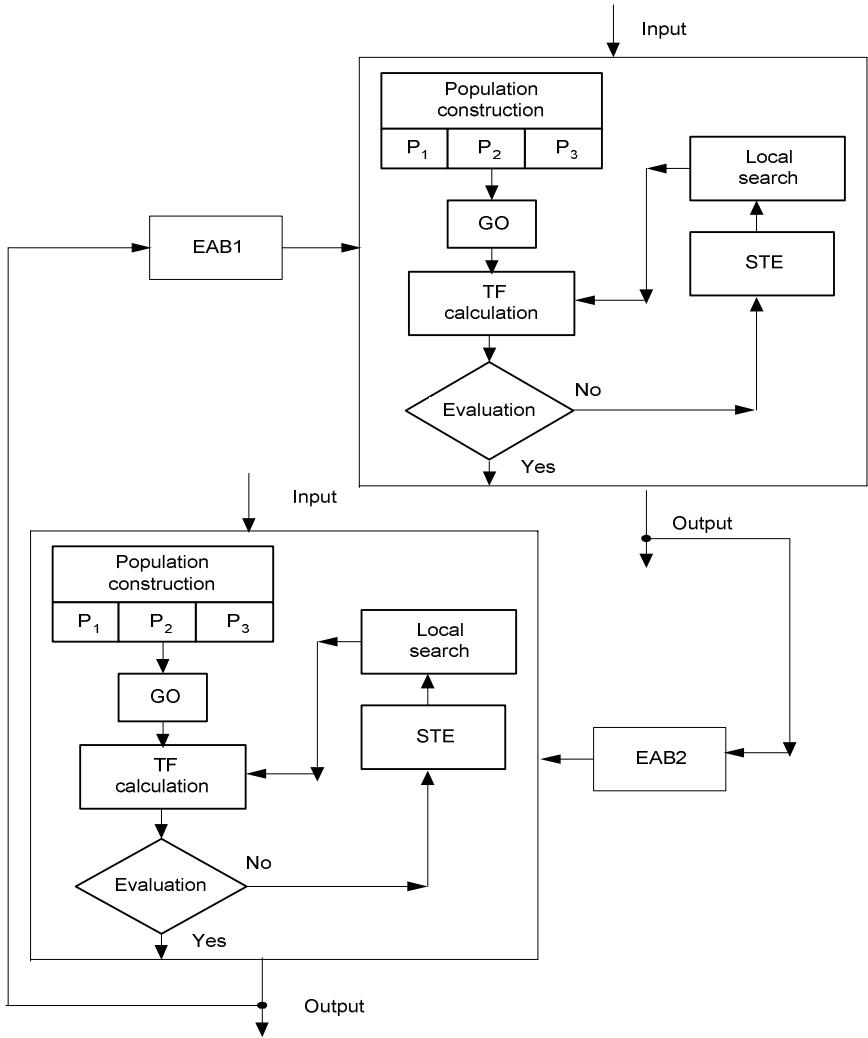 Input
Population
construction
P1 P2 P3
Local
search
GO
EAB1
STE
TF
calculation
No
Evaluation
Yes
Input
Output
Population
construction
P1 P2 P3
Local
search
GO
STE
EAB2
TF
calculation
No
Evaluation
Yes
Output